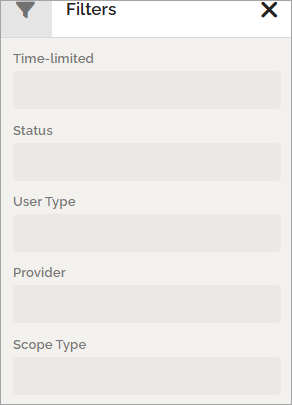 Filters
Time-limited
Status
User Type
Provider
Scope Type